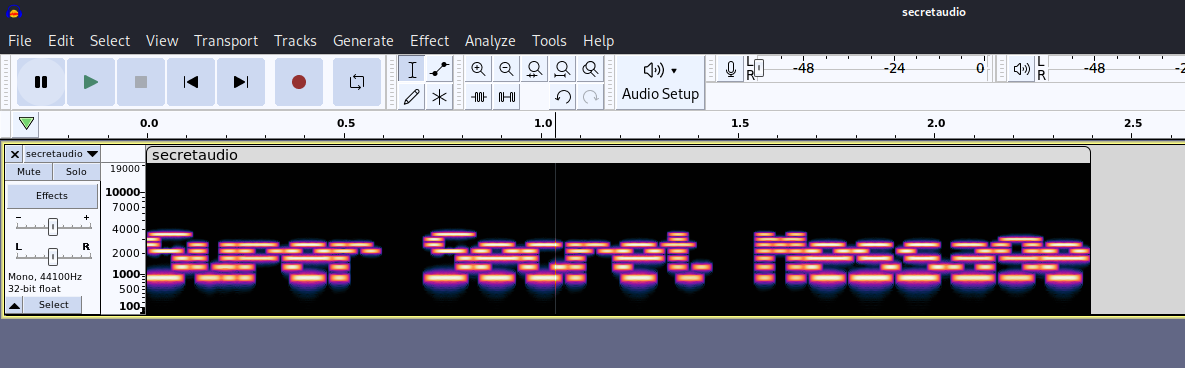 secretaudio
File Edit Select View Transport Tracks Generate Effect Analyze Tools Help
L R -48 -24 0
L R -48 -2
Audio Setup
0.0 0.5 1.0 1.5 2.0 2.5
secretaudio
secretaudio
Mute Solo
Effects
- +
L R
Mono, 44100Hz
32-bit float
Select
19000
10000
7000
4000
2000
1000
500
100
Super Secret Message